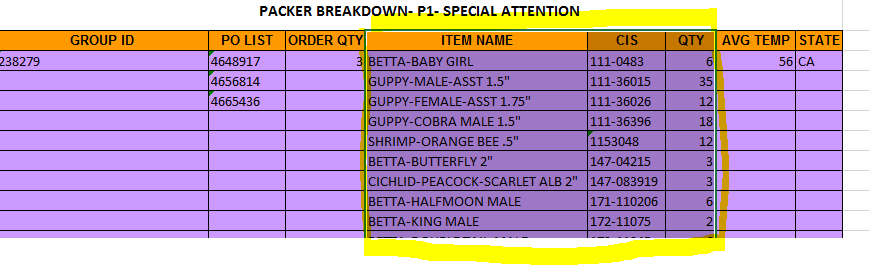 PACKER BREAKDOWN- P1- SPECIAL ATTENTION
GROUP ID PO LIST ORDER QTY ITEM NAME CIS QTY AVG TEMP STATE
238279 4648917 3 BETTA-BABY GIRL 111-0483 6 56 CA
4656814 GUPPY-MALE-ASST 1.5" 111-36015 35
4665436 GUPPY-FEMALE-ASST 1.75" 111-36026 12
GUPPY-COBRA MALE 1.5" 111-36396 18
SHRIMP-ORANGE BEE .5" 1153048 12
BETTA-BUTTERFLY 2" 147-04215 3
CICHLID-PEACOCK-SCARLET ALB 2" 147-083919 3
BETTA-HALFMOON MALE 171-110206 6
BETTA-KING MALE 172-11075 2